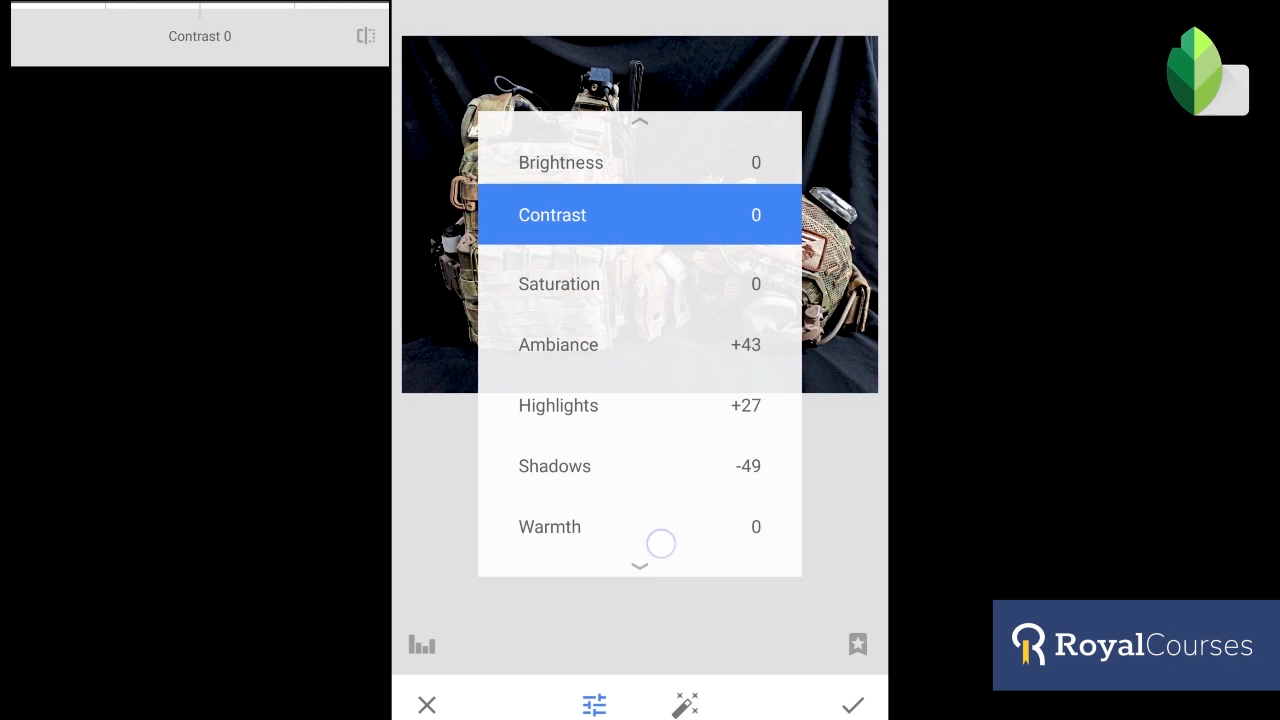 Contrast 0
Brightness 0
Contrast 0
Saturation 0
Ambiance +43
Highlights +27
Shadows -49
Warmth 0
RoyalCourses